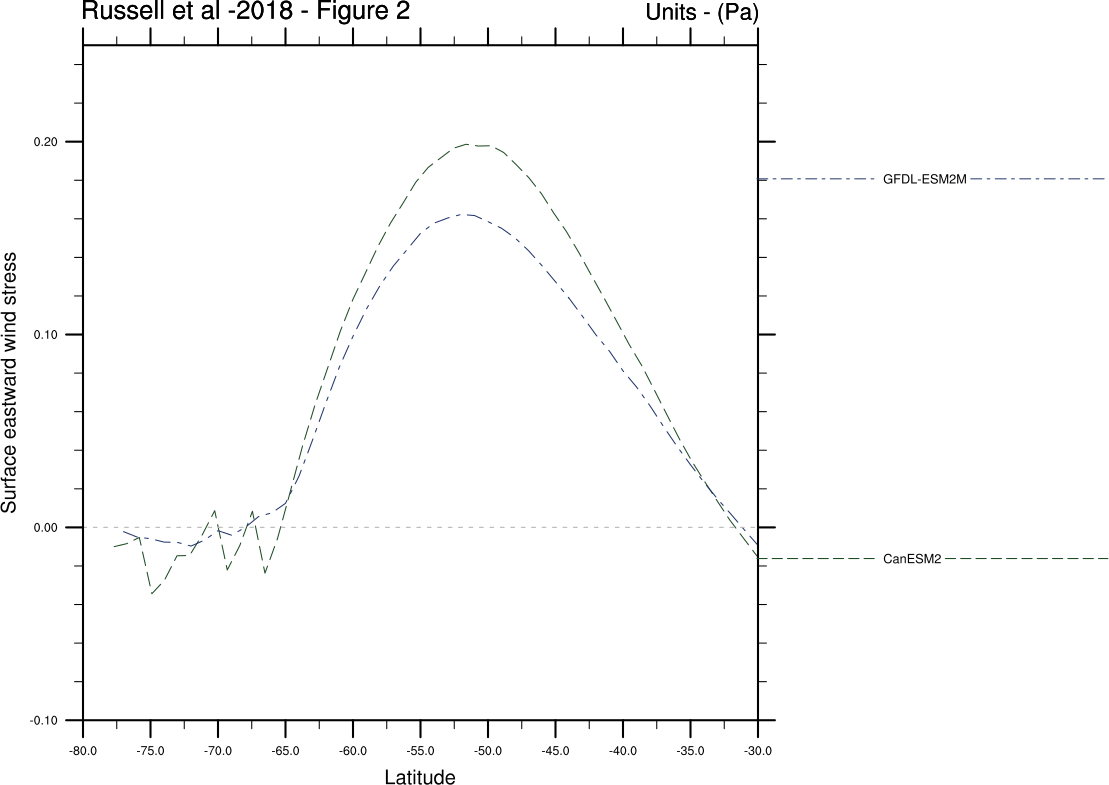 Russell et al -2018 - Figure 2
Units - (Pa)
Surface eastward wind stress
0.20
0.10
0.00
-0.10
-80.0 -75.0 -70.0 -65.0 -60.0 -55.0 -50.0 -45.0 -40.0 -35.0 -30.0
Latitude
GFDL-ESM2M
CanESM2